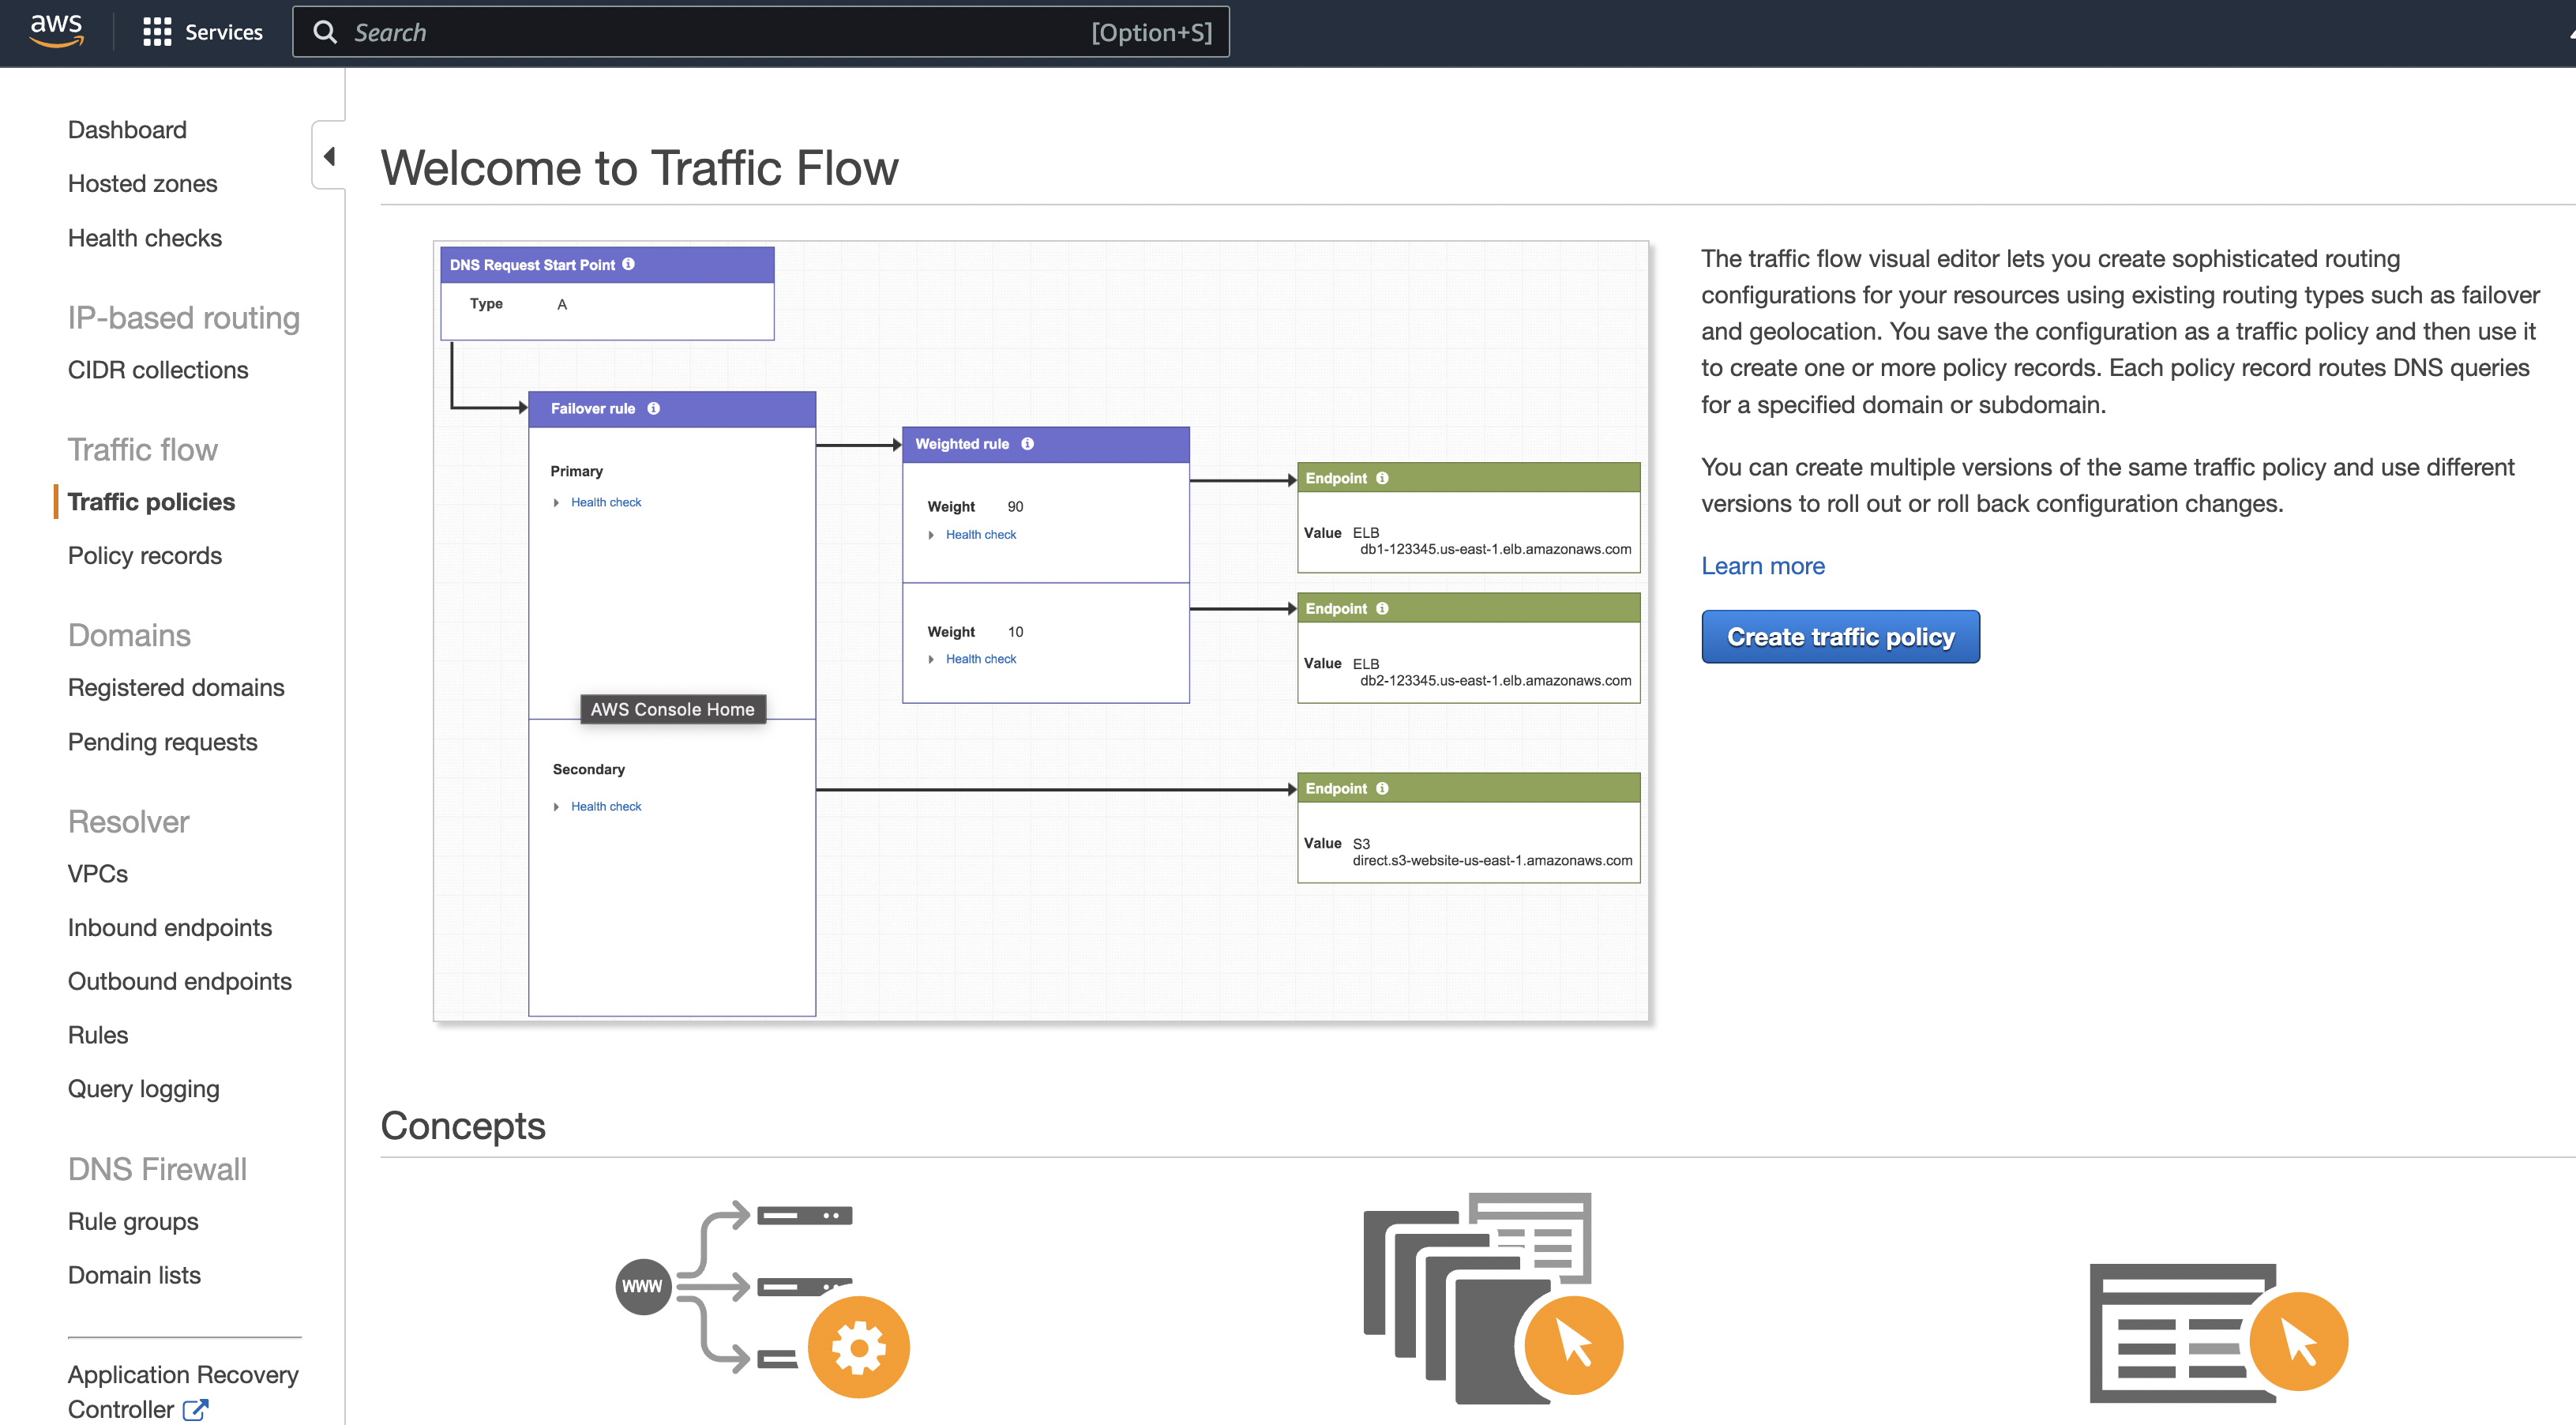 aws
Services
Search
[Option+S]
Dashboard
Hosted zones
Health checks
IP-based routing
CIDR collections
Traffic flow
Traffic policies
Policy records
Domains
Registered domains
Pending requests
Resolver
VPCs
Inbound endpoints
Outbound endpoints
Rules
Query logging
DNS Firewall
Rule groups
Domain lists
Application Recovery
Controller
Welcome to Traffic Flow
DNS Request Start Point
Type A
Failover rule
Primary
Health check
AWS Console Home
Secondary
Health check
Weighted rule
Weight 90
Health check
Weight 10
Health check
Endpoint
Value ELB
db1-123345.us-east-1.elb.amazonaws.com
Endpoint
Value ELB
db2-123345.us-east-1.elb.amazonaws.com
Endpoint
Value S3
direct.s3-website-us-east-1.amazonaws.com
The traffic flow visual editor lets you create sophisticated routing
configurations for your resources using existing routing types such as failover
and geolocation. You save the configuration as a traffic policy and then use it
to create one or more policy records. Each policy record routes DNS queries
for a specified domain or subdomain.
You can create multiple versions of the same traffic policy and use different
versions to roll out or roll back configuration changes.
Learn more
Create traffic policy
Concepts
WWW